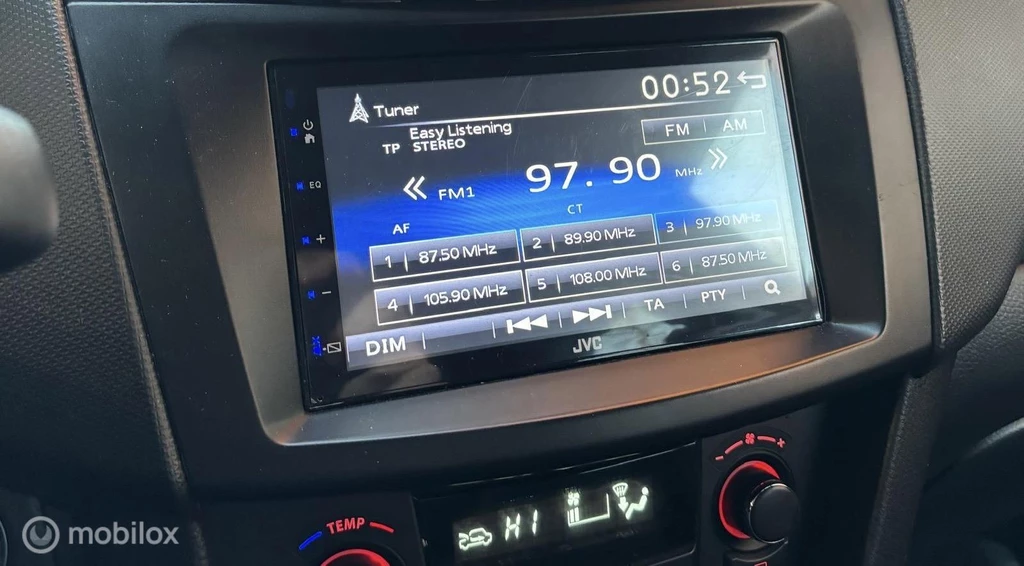 00:52
Tuner
Easy Listening
FM | AM
TP STEREO
97.90 MHz
FM1
AF
CT
1 | 87.50 MHz
2 | 89.90 MHz
3 | 97.90 MHz
4 | 105.90 MHz
5 | 108.00 MHz
6 | 87.50 MHz
EQ
+
-
DIM
TA
PTY
JVC
- +
HI
TEMP
mobilox